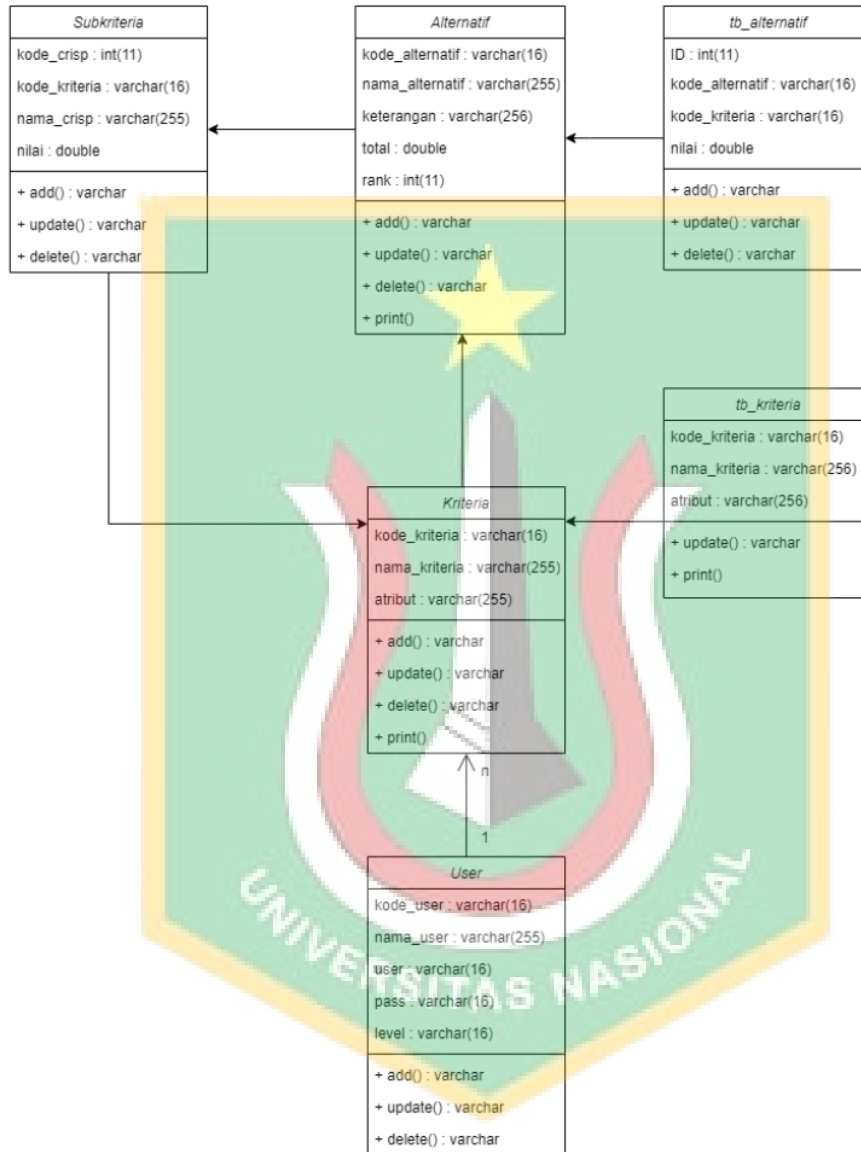 Subkriteria
kode_crisp : int(11)
kode_kriteria : varchar(16)
nama_crisp : varchar(255)
nilai : double
+ add() : varchar
+ update() : varchar
+ delete() : varchar
Alternatif
kode_alternatif : varchar(16)
nama_alternatif : varchar(255)
keterangan : varchar(256)
total : double
rank : int(11)
+ add() : varchar
+ update() : varchar
+ delete() : varchar
+ print()
tb_alternatif
ID : int(11)
kode_alternatif : varchar(16)
kode_kriteria : varchar(16)
nilai : double
+ add() : varchar
+ update() : varchar
+ delete() : varchar
tb_kriteria
kode_kriteria : varchar(16)
nama_kriteria : varchar(256)
atribut : varchar(256)
+ update() : varchar
+ print()
Kriteria
kode_kriteria : varchar(16)
nama_kriteria : varchar(255)
atribut : varchar(255)
+ add() : varchar
+ update() : varchar
+ delete() : varchar
+ print()
n
1
User
kode_user : varchar(16)
nama_user : varchar(255)
user : varchar(16)
pass : varchar(16)
level : varchar(16)
+ add() : varchar
+ update() : varchar
+ delete() : varchar
UNIVERSITAS NASIONAL